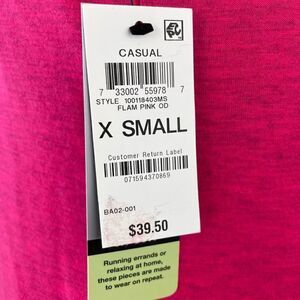 CASUAL
7 33002 55978 7
STYLE 100118403MS
FLAM PINK OD
X SMALL
Customer Return Label
071594370869
BA02-001
$39.50
Running errands or
relaxing at home,
these pieces are made
to wear on repeat.